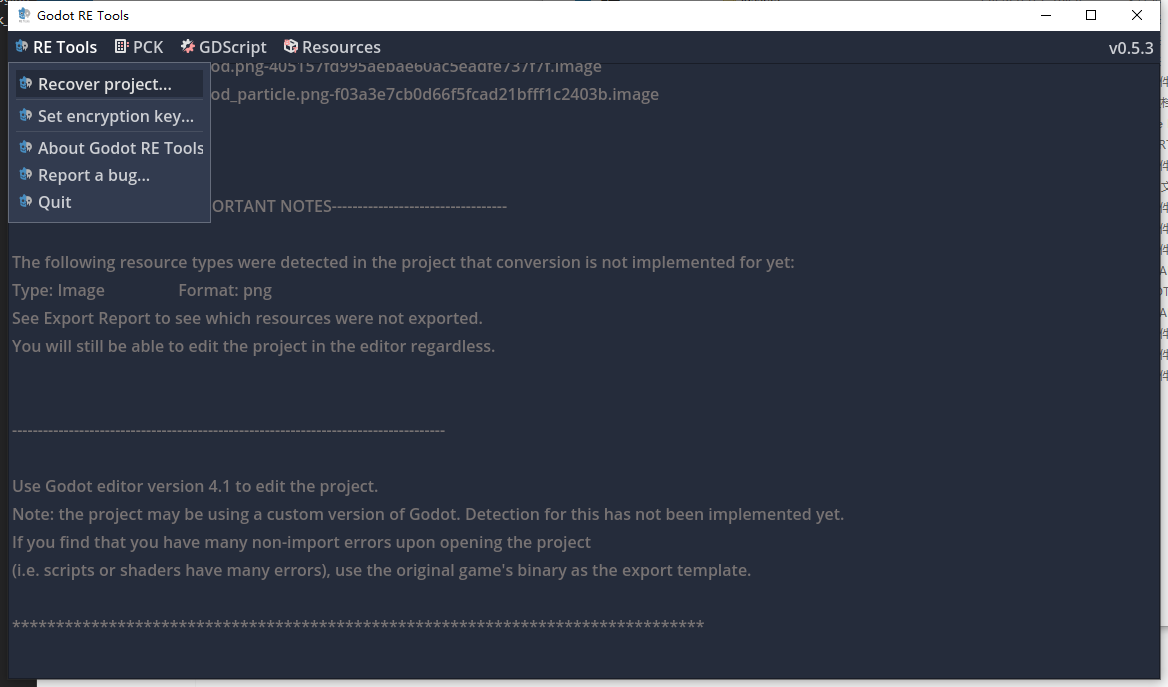 Godot RE Tools
RE Tools PCK GDScript Resources v0.5.3
Recover project...
Set encryption key...
About Godot RE Tools
Report a bug...
Quit
od.png-405157fd995aebae60ac5eadfe737f7f.image
od_particle.png-f03a3e7cb0d66f5fcad21bfff1c2403b.image
ORTANT NOTES----------------------------------
The following resource types were detected in the project that conversion is not implemented for yet:
Type: Image Format: png
See Export Report to see which resources were not exported.
You will still be able to edit the project in the editor regardless.
------------------------------------------------------------------------------------
Use Godot editor version 4.1 to edit the project.
Note: the project may be using a custom version of Godot. Detection for this has not been implemented yet.
If you find that you have many non-import errors upon opening the project
(i.e. scripts or shaders have many errors), use the original game's binary as the export template.
*******************************************************************************